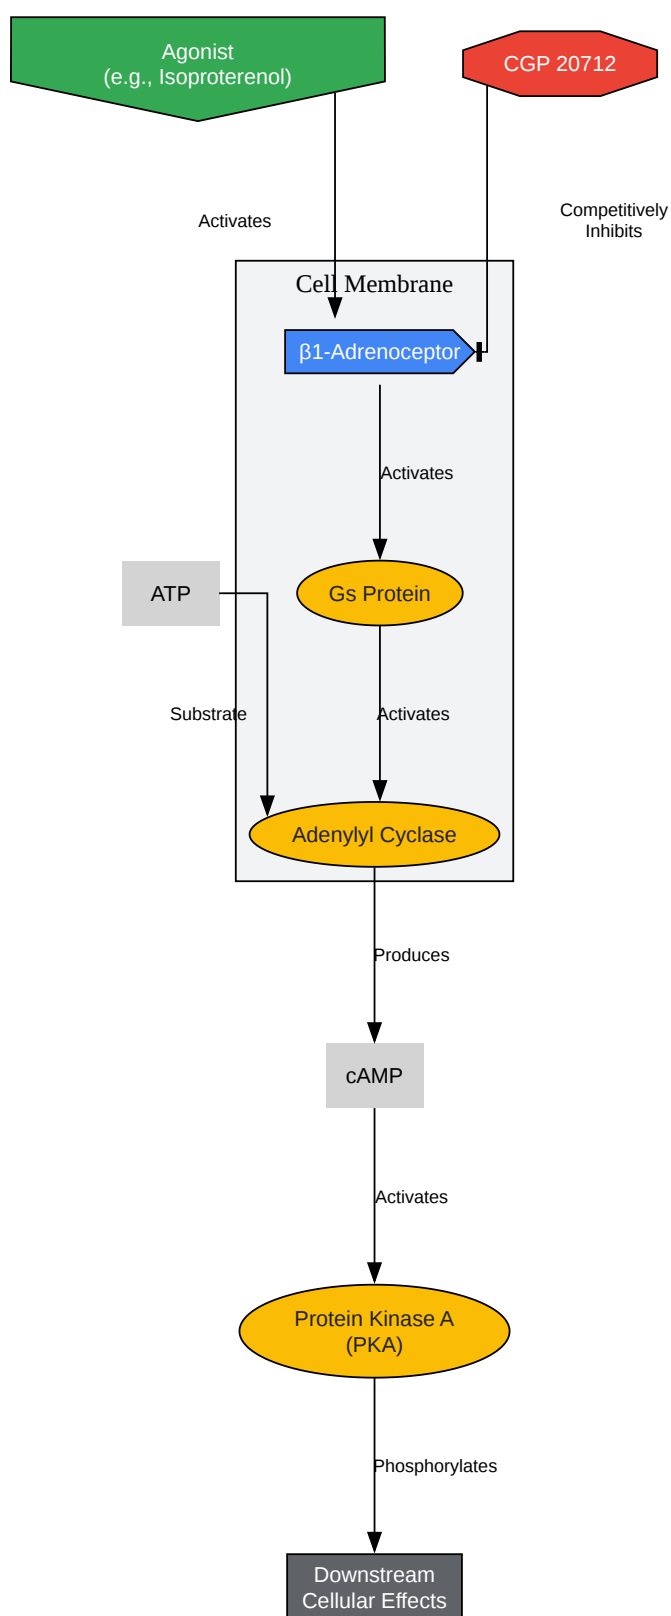 Agonist
(e.g., Isoproterenol)
CGP 20712
Activates
Competitively
Inhibits
Cell Membrane
β1-Adrenoceptor
Activates
ATP
Gs Protein
Substrate
Activates
Adenylyl Cyclase
Produces
cAMP
Activates
Protein Kinase A
(PKA)
Phosphorylates
Downstream
Cellular Effects